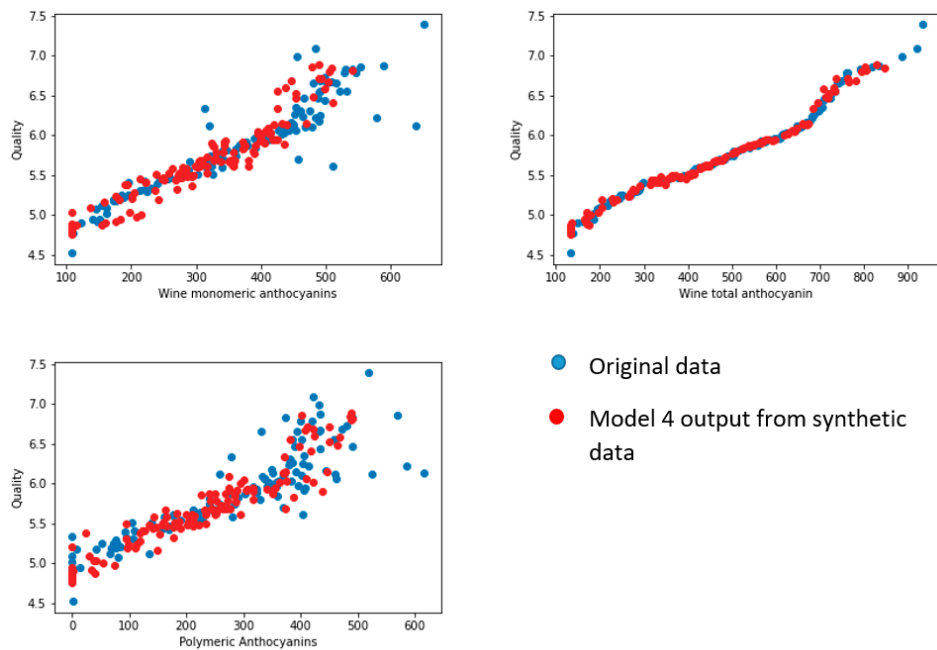 7.5
7.0
6.5
6.0
5.5
5.0
4.5
Quality
100 200 300 400 500 600
Wine monomeric anthocyanins
7.5
7.0
6.5
6.0
5.5
5.0
4.5
Quality
100 200 300 400 500 600 700 800 900
Wine total anthocyanin
7.5
7.0
6.5
6.0
5.5
5.0
4.5
Quality
0 100 200 300 400 500 600
Polymeric Anthocyanins
Original data
Model 4 output from synthetic
data